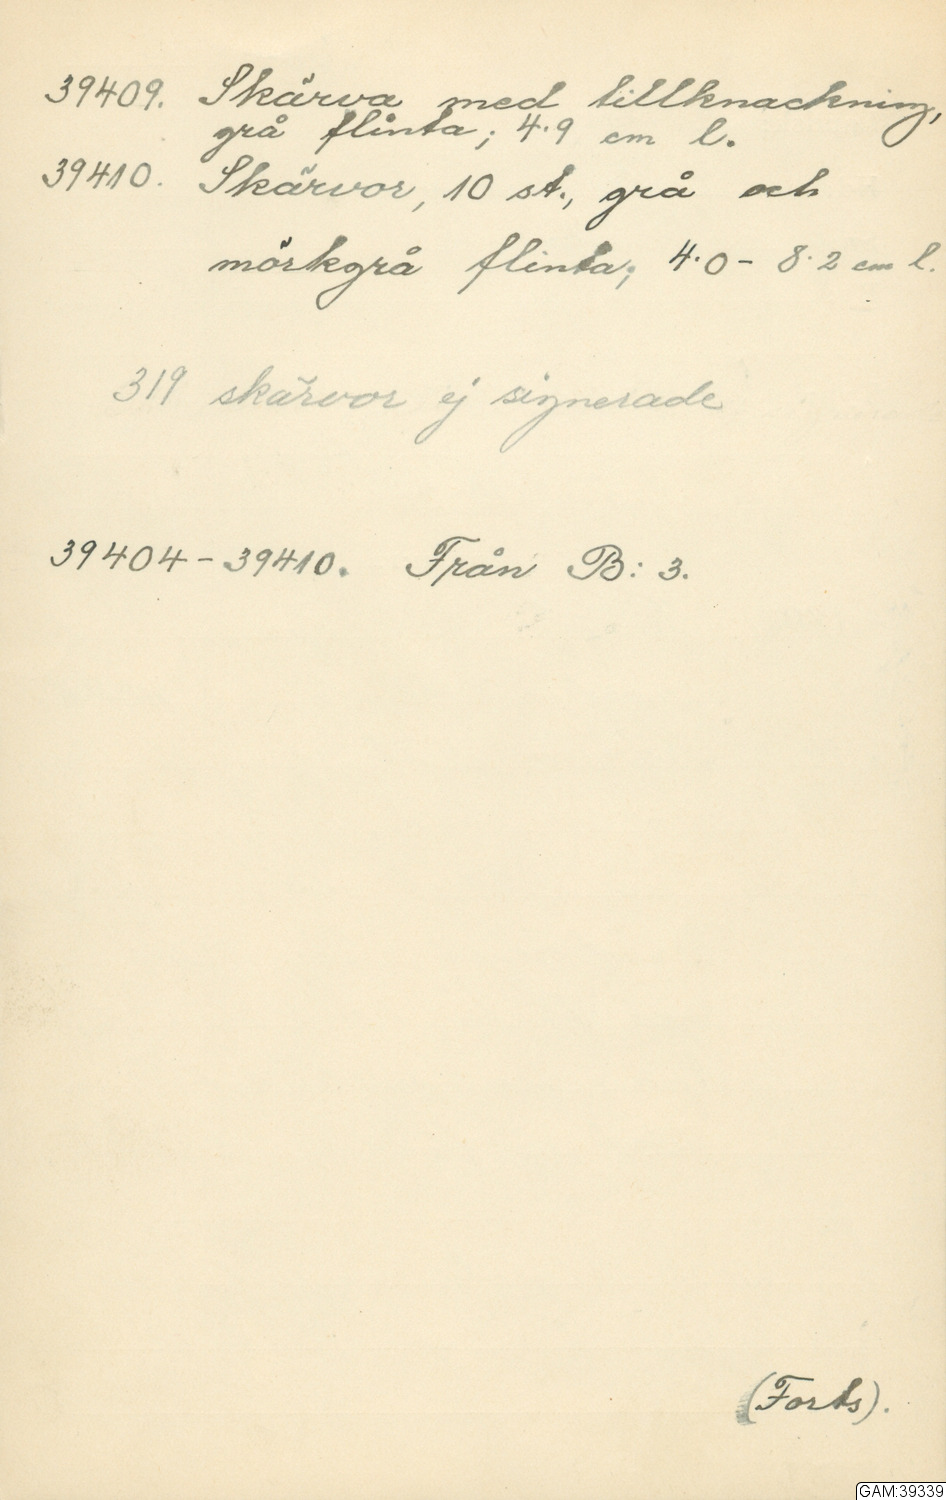 39409. Skärva med tillknackning,
grå flinta; 4.9 cm l.
39410. Skärvor, 10 st., grå och
mörkgrå flinta; 4.0 - 8.2 cm l.
319 skärvor ej signerade
39404 - 39410. Från B: 3.
(Forts).
GAM:39339